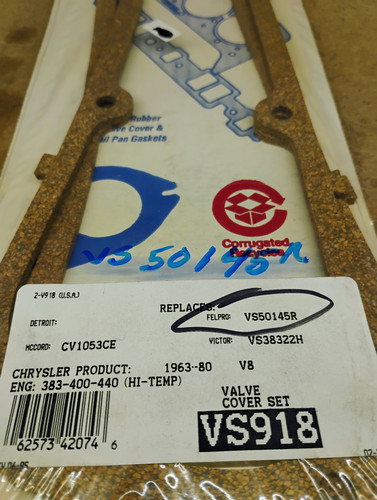 Rubber
ve Cover &
il Pan Gaskets
Corrugated
Recycles
VS 50145R
2-V918 (U.S.A.)
REPLACES:
DETROIT:
FELPRO: VS50145R
MCCORD: CV1053CE
VICTOR: VS38322H
CHRYSLER PRODUCT: 1963-80 V8
ENG: 383-400-440 (HI-TEMP)
VALVE
COVER SET
VS918
62573 42074 6